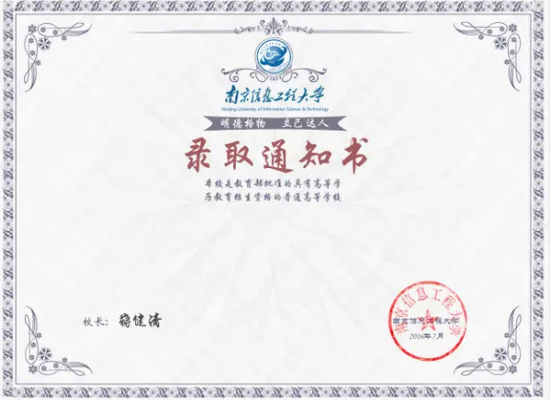 南京信息工程大学
Nanjing University of Information Science & Technology
明德格物 立己达人
录取通知书
本校是教育部批准的具有高等学
历教育招生资格的普通高等学校
校长: 蒋建清
南京信息工程大学
南京信息工程大学
2016年7月